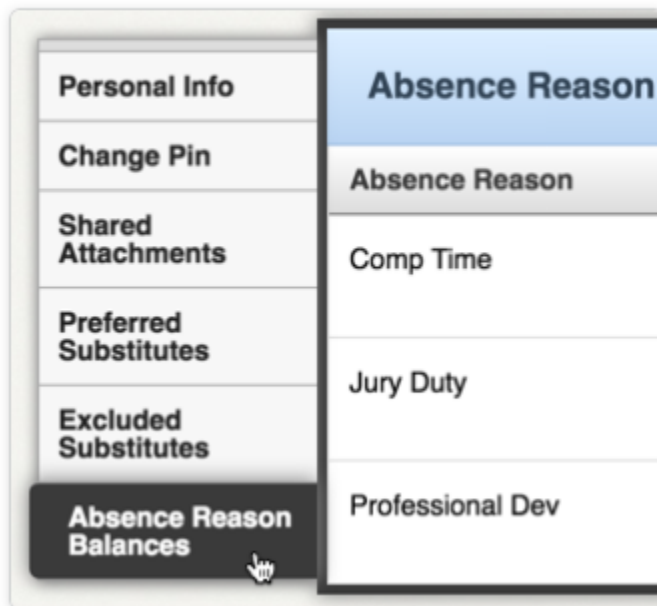 Personal Info
Change Pin
Shared
Attachments
Preferred
Substitutes
Excluded
Substitutes
Absence Reason
Balances
Absence Reason
Absence Reason
Comp Time
Jury Duty
Professional Dev